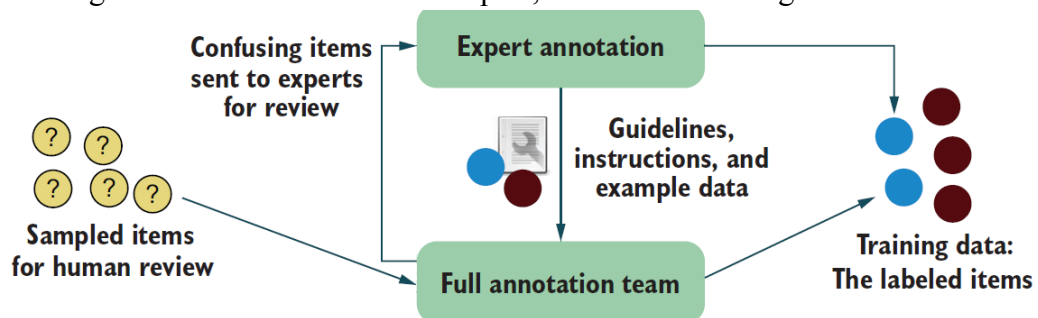 Confusing items
sent to experts
for review
Expert annotation
?
?
?
?
?
Guidelines,
instructions, and
example data
Sampled items
for human review
Full annotation team
Training data:
The labeled items